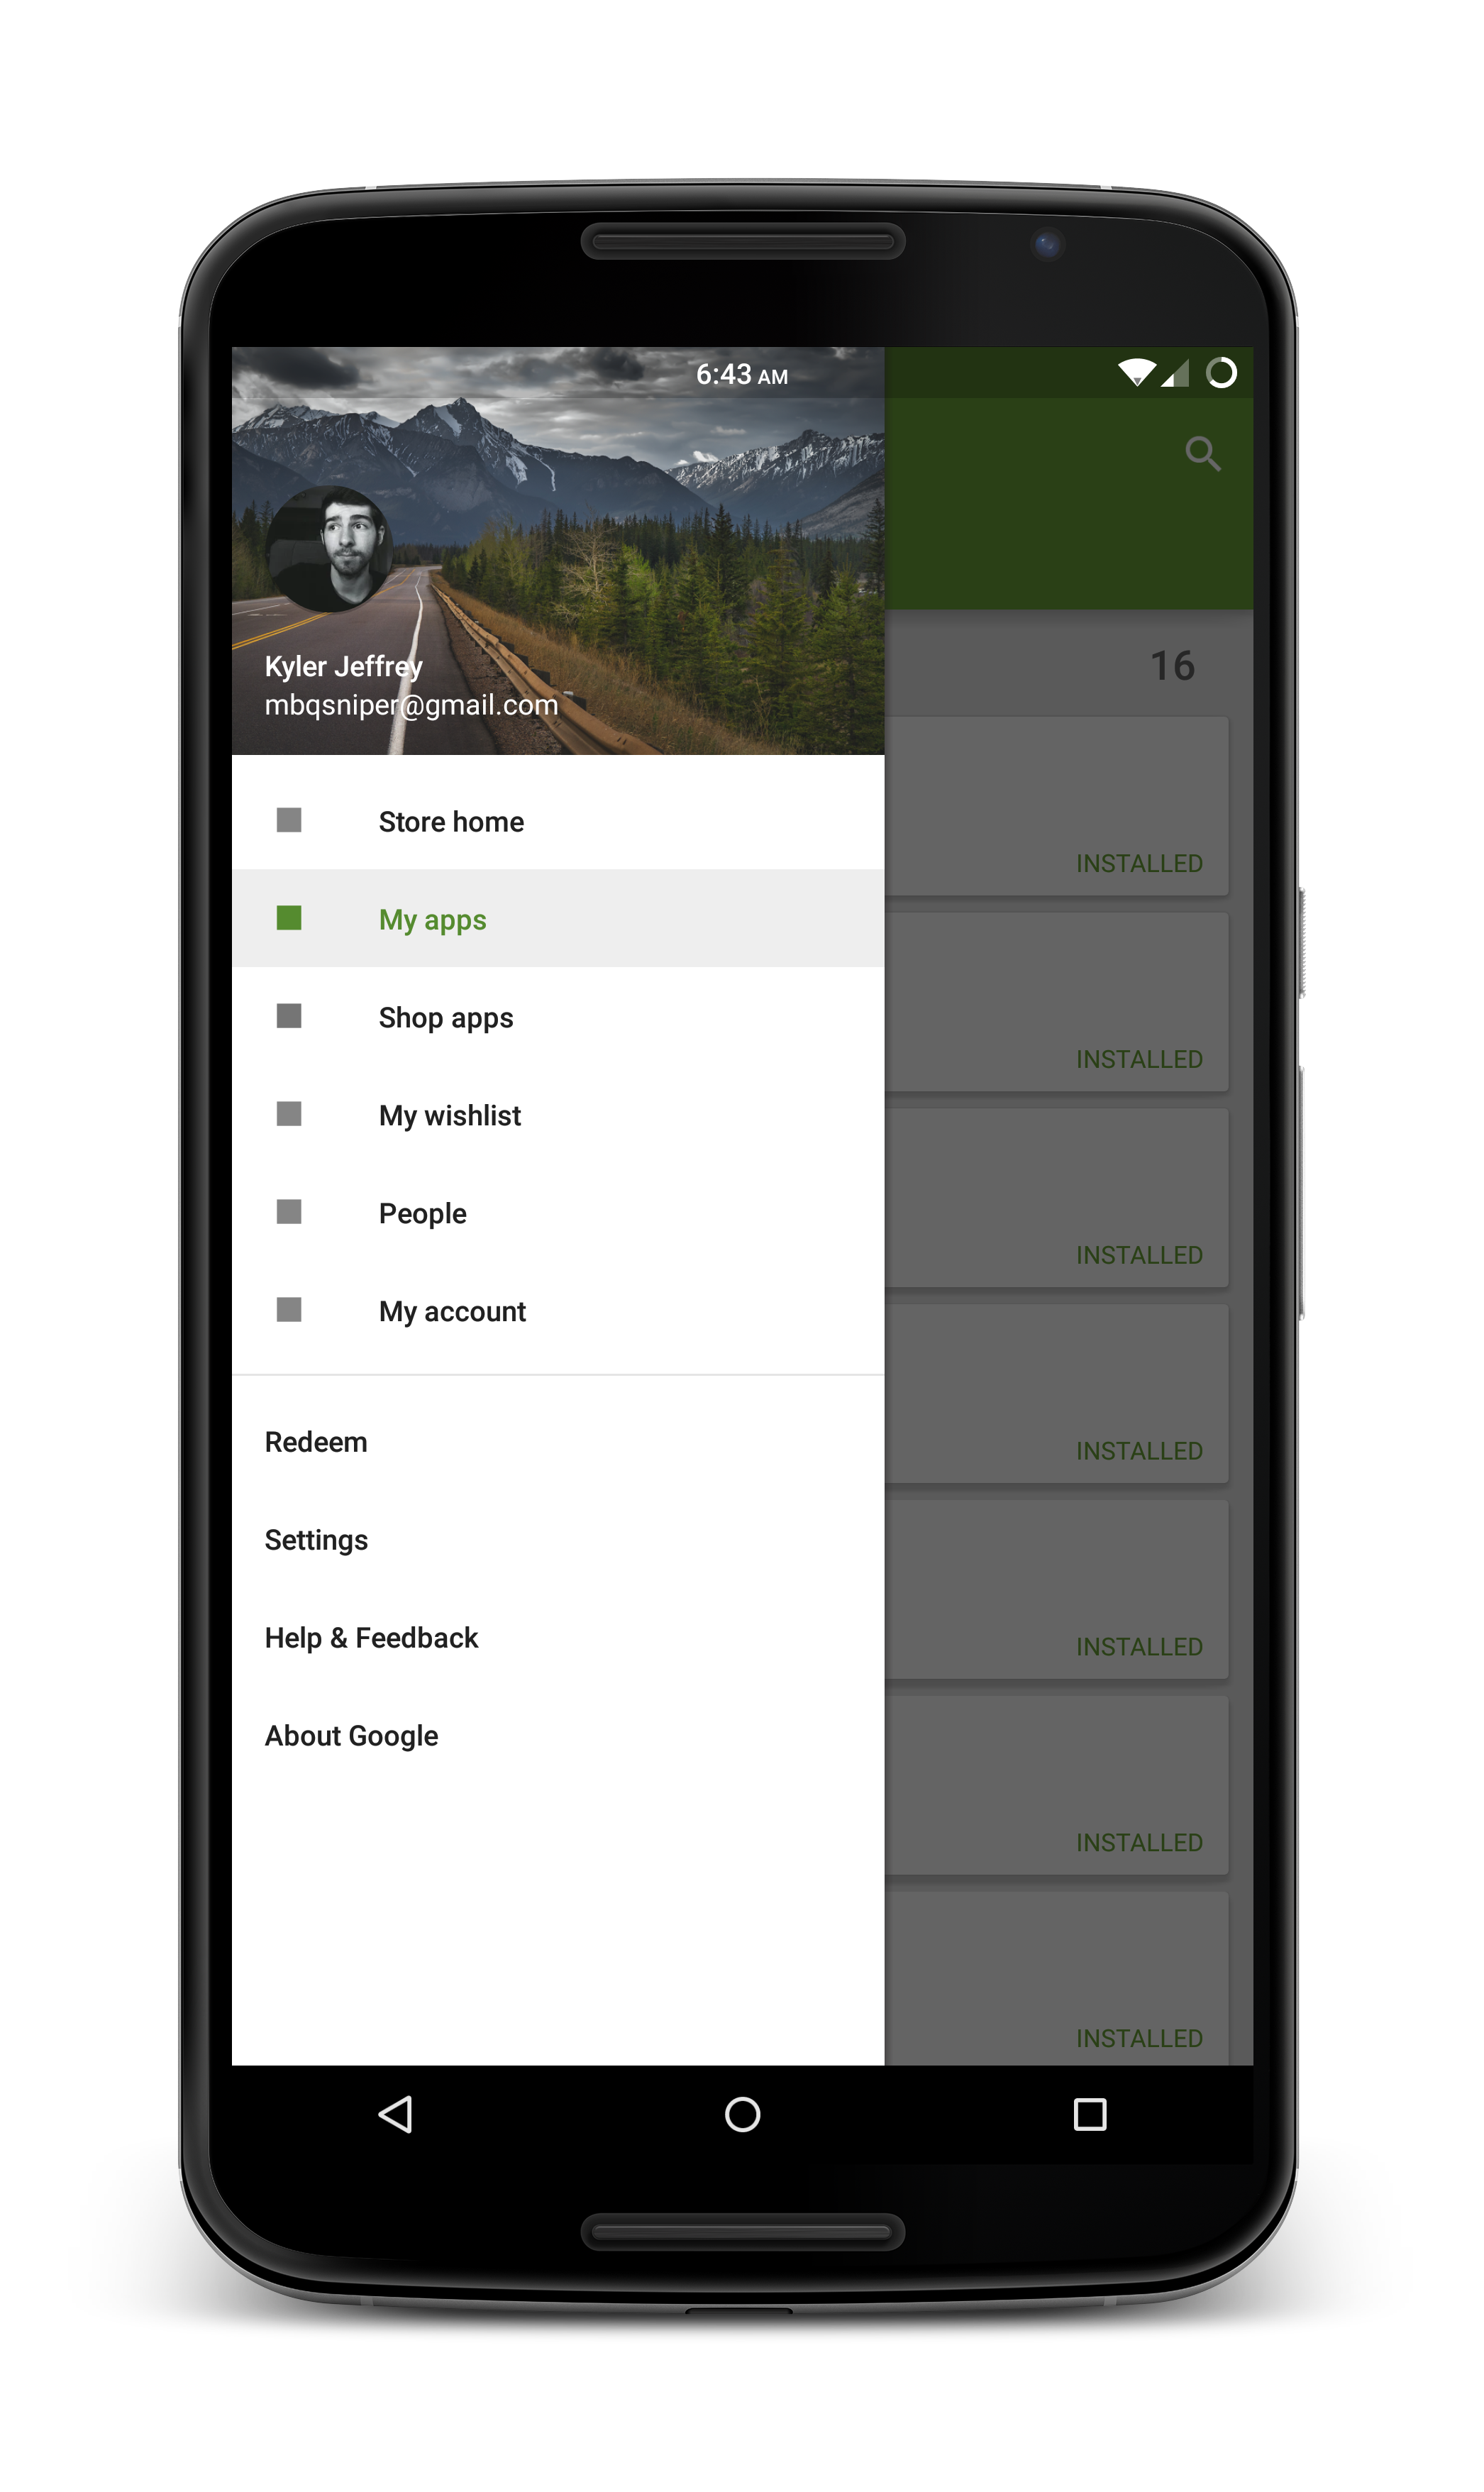 6:43 AM
Kyler Jeffrey
mbqsniper@gmail.com
16
Store home
INSTALLED
My apps
Shop apps
INSTALLED
My wishlist
People
INSTALLED
My account
Redeem
INSTALLED
Settings
Help & Feedback
INSTALLED
About Google
INSTALLED
INSTALLED